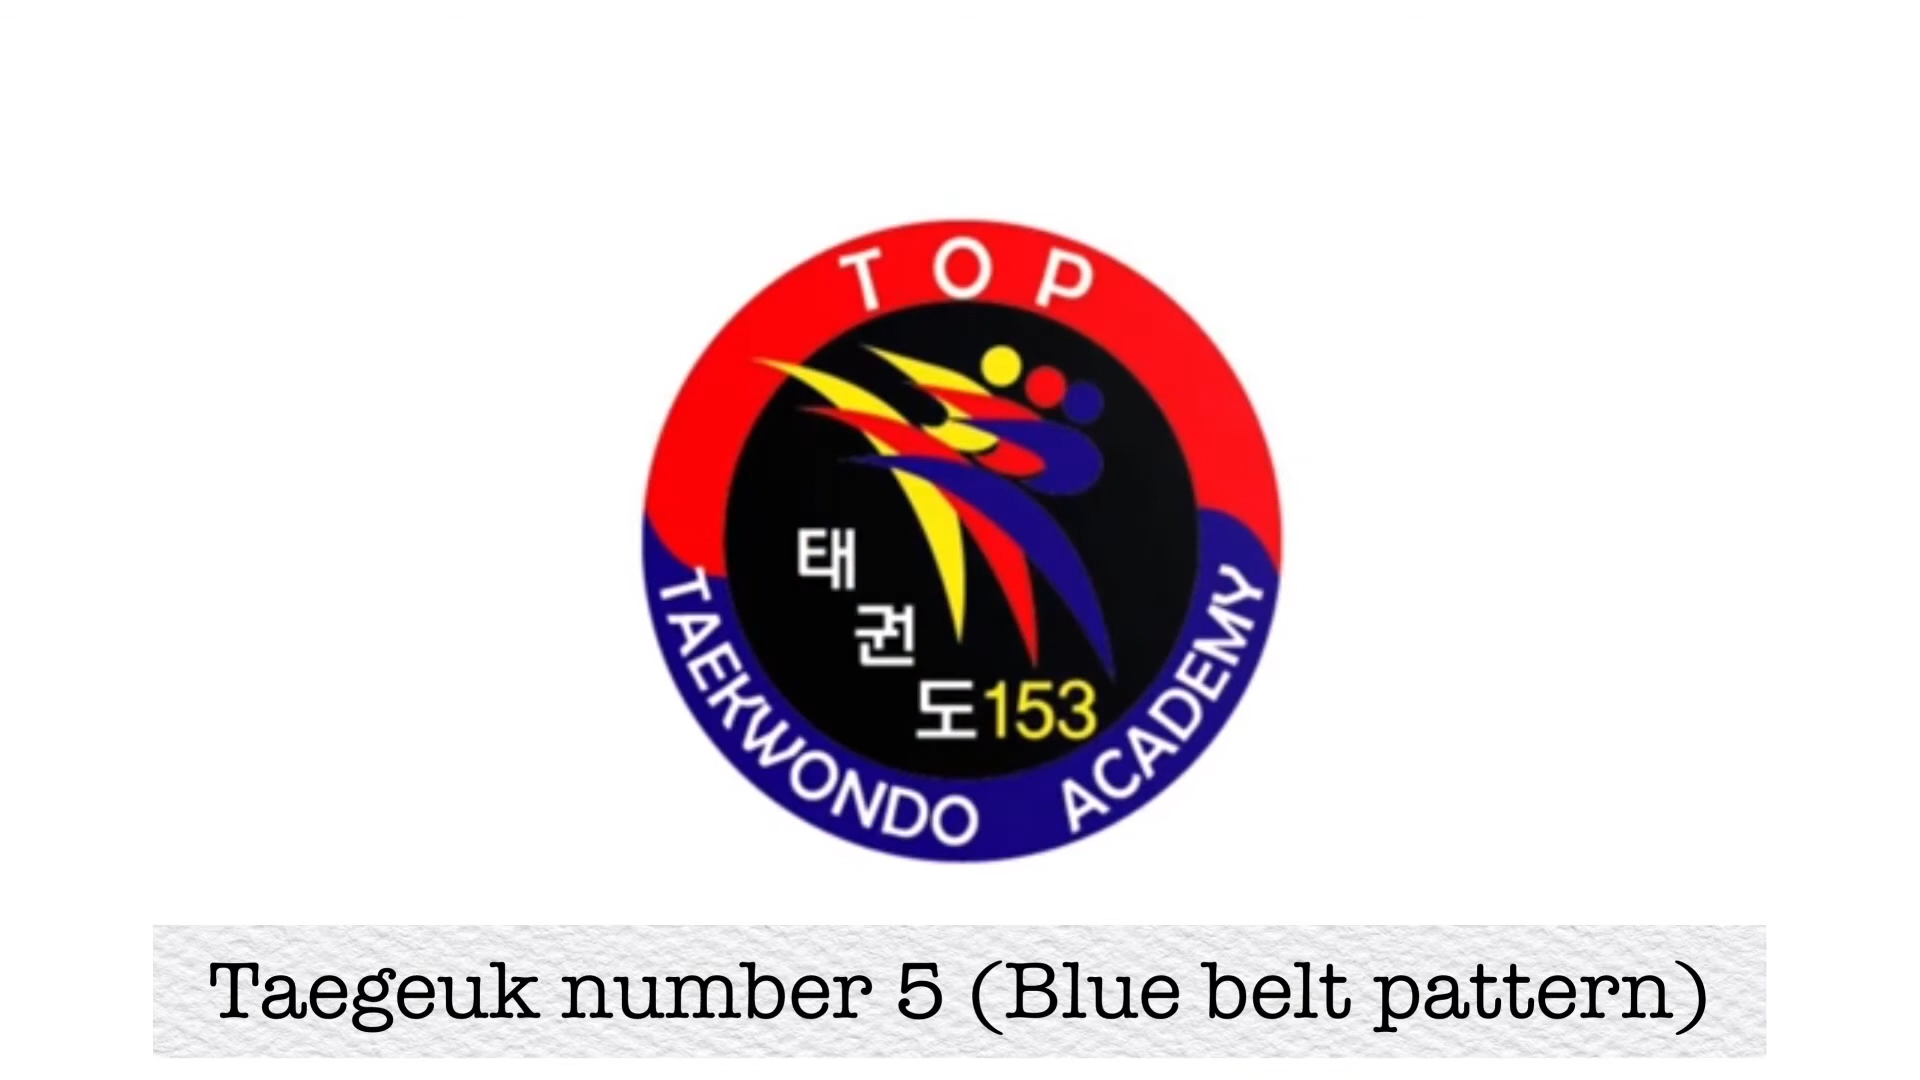 TOP
태
권
도153
TAEKWONDO ACADEMY
Taegeuk number 5 (Blue belt pattern)